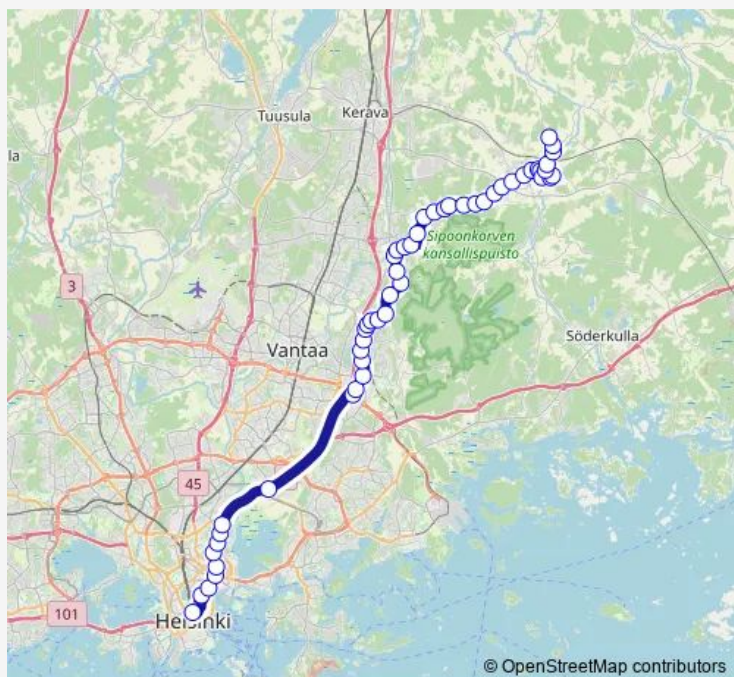 Tuusula
Kerava
la
Sipoonkorven
kansallispuisto
3
Söderkulla
Vantaa
45
101
Helsinki
© OpenStreetMap contributors